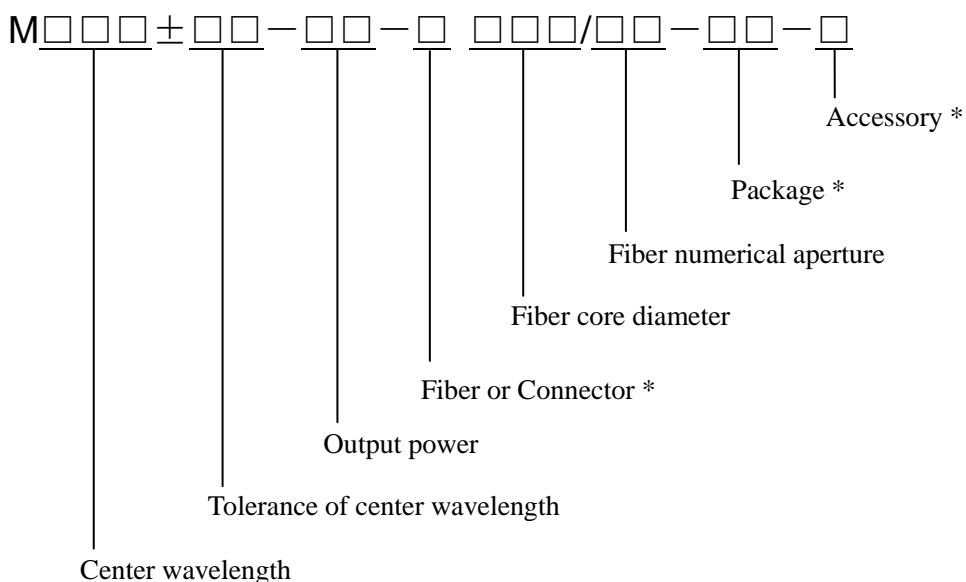 M□□□±□□－□□－□ □□□/□□－□□－□
Accessory *
Package *
Fiber numerical aperture
Fiber core diameter
Fiber or Connector *
Output power
Tolerance of center wavelength
Center wavelength